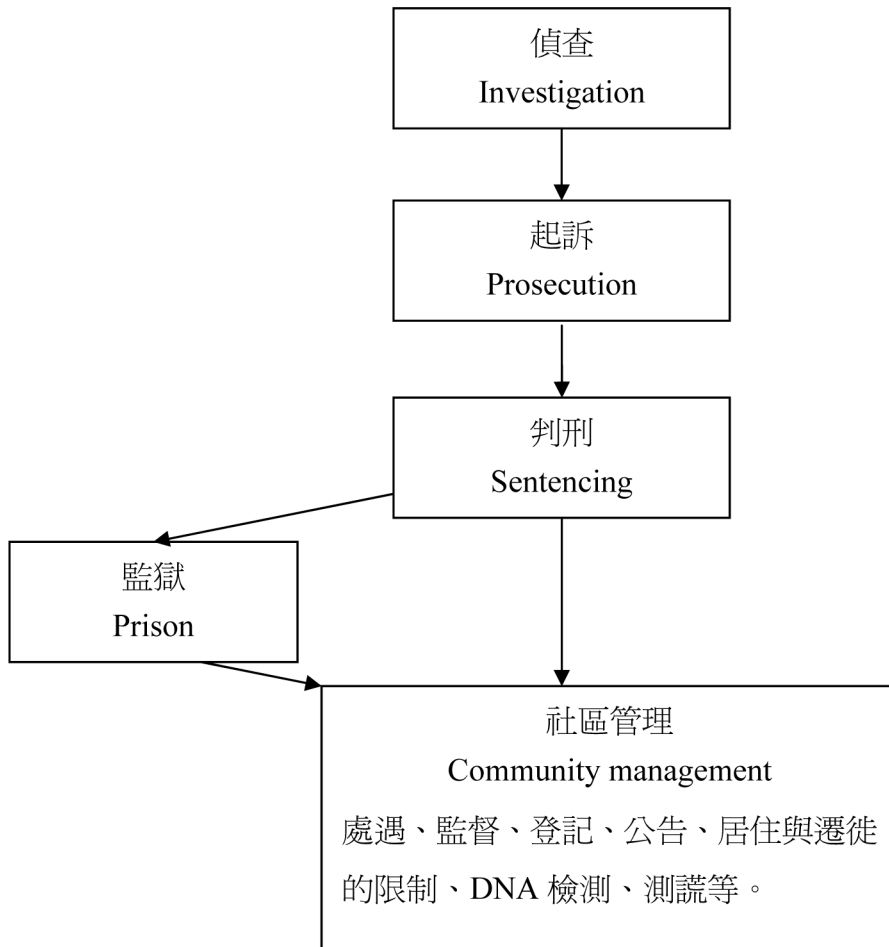 偵查
Investigation
起訴
Prosecution
判刑
Sentencing
監獄
Prison
社區管理
Community management
處遇、監督、登記、公告、居住與遷徙
的限制、DNA 檢測、測謊等。